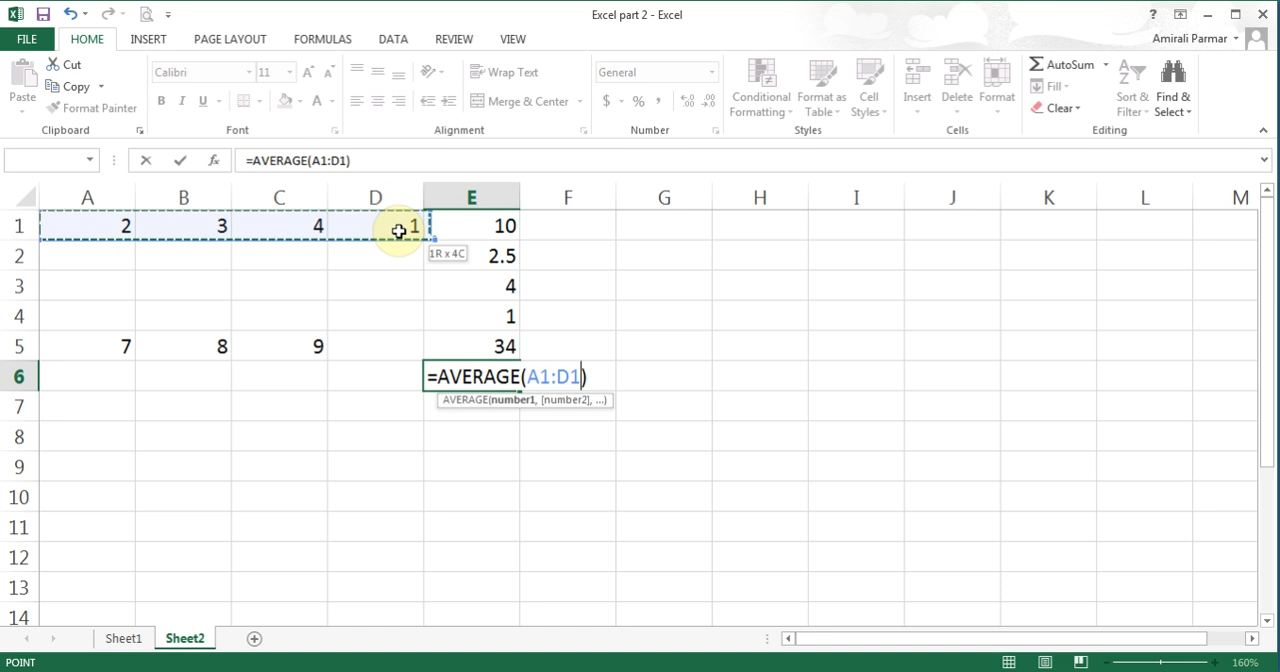 Excel part 2 - Excel
?
FILE HOME INSERT PAGE LAYOUT FORMULAS DATA REVIEW VIEW
Amirali Parmar
Paste
Cut
Copy
Format Painter
Clipboard
Calibri 11
B I U A
Font
Wrap Text
Merge & Center
Alignment
General
$ % ,
Number
Conditional Formatting
Format as Table
Cell Styles
Styles
Insert Delete Format
Cells
AutoSum
Fill
Clear
Sort & Filter
Find & Select
Editing
fx =AVERAGE(A1:D1)
A B C D E F G H I J K L M
1 2 3 4 1 10
1R x 4C
2 2.5
3 4
4 1
5 7 8 9 34
6 =AVERAGE(A1:D1)
AVERAGE(number1, [number2], ...)
7
8
9
10
11
12
13
14
Sheet1 Sheet2
POINT 160%